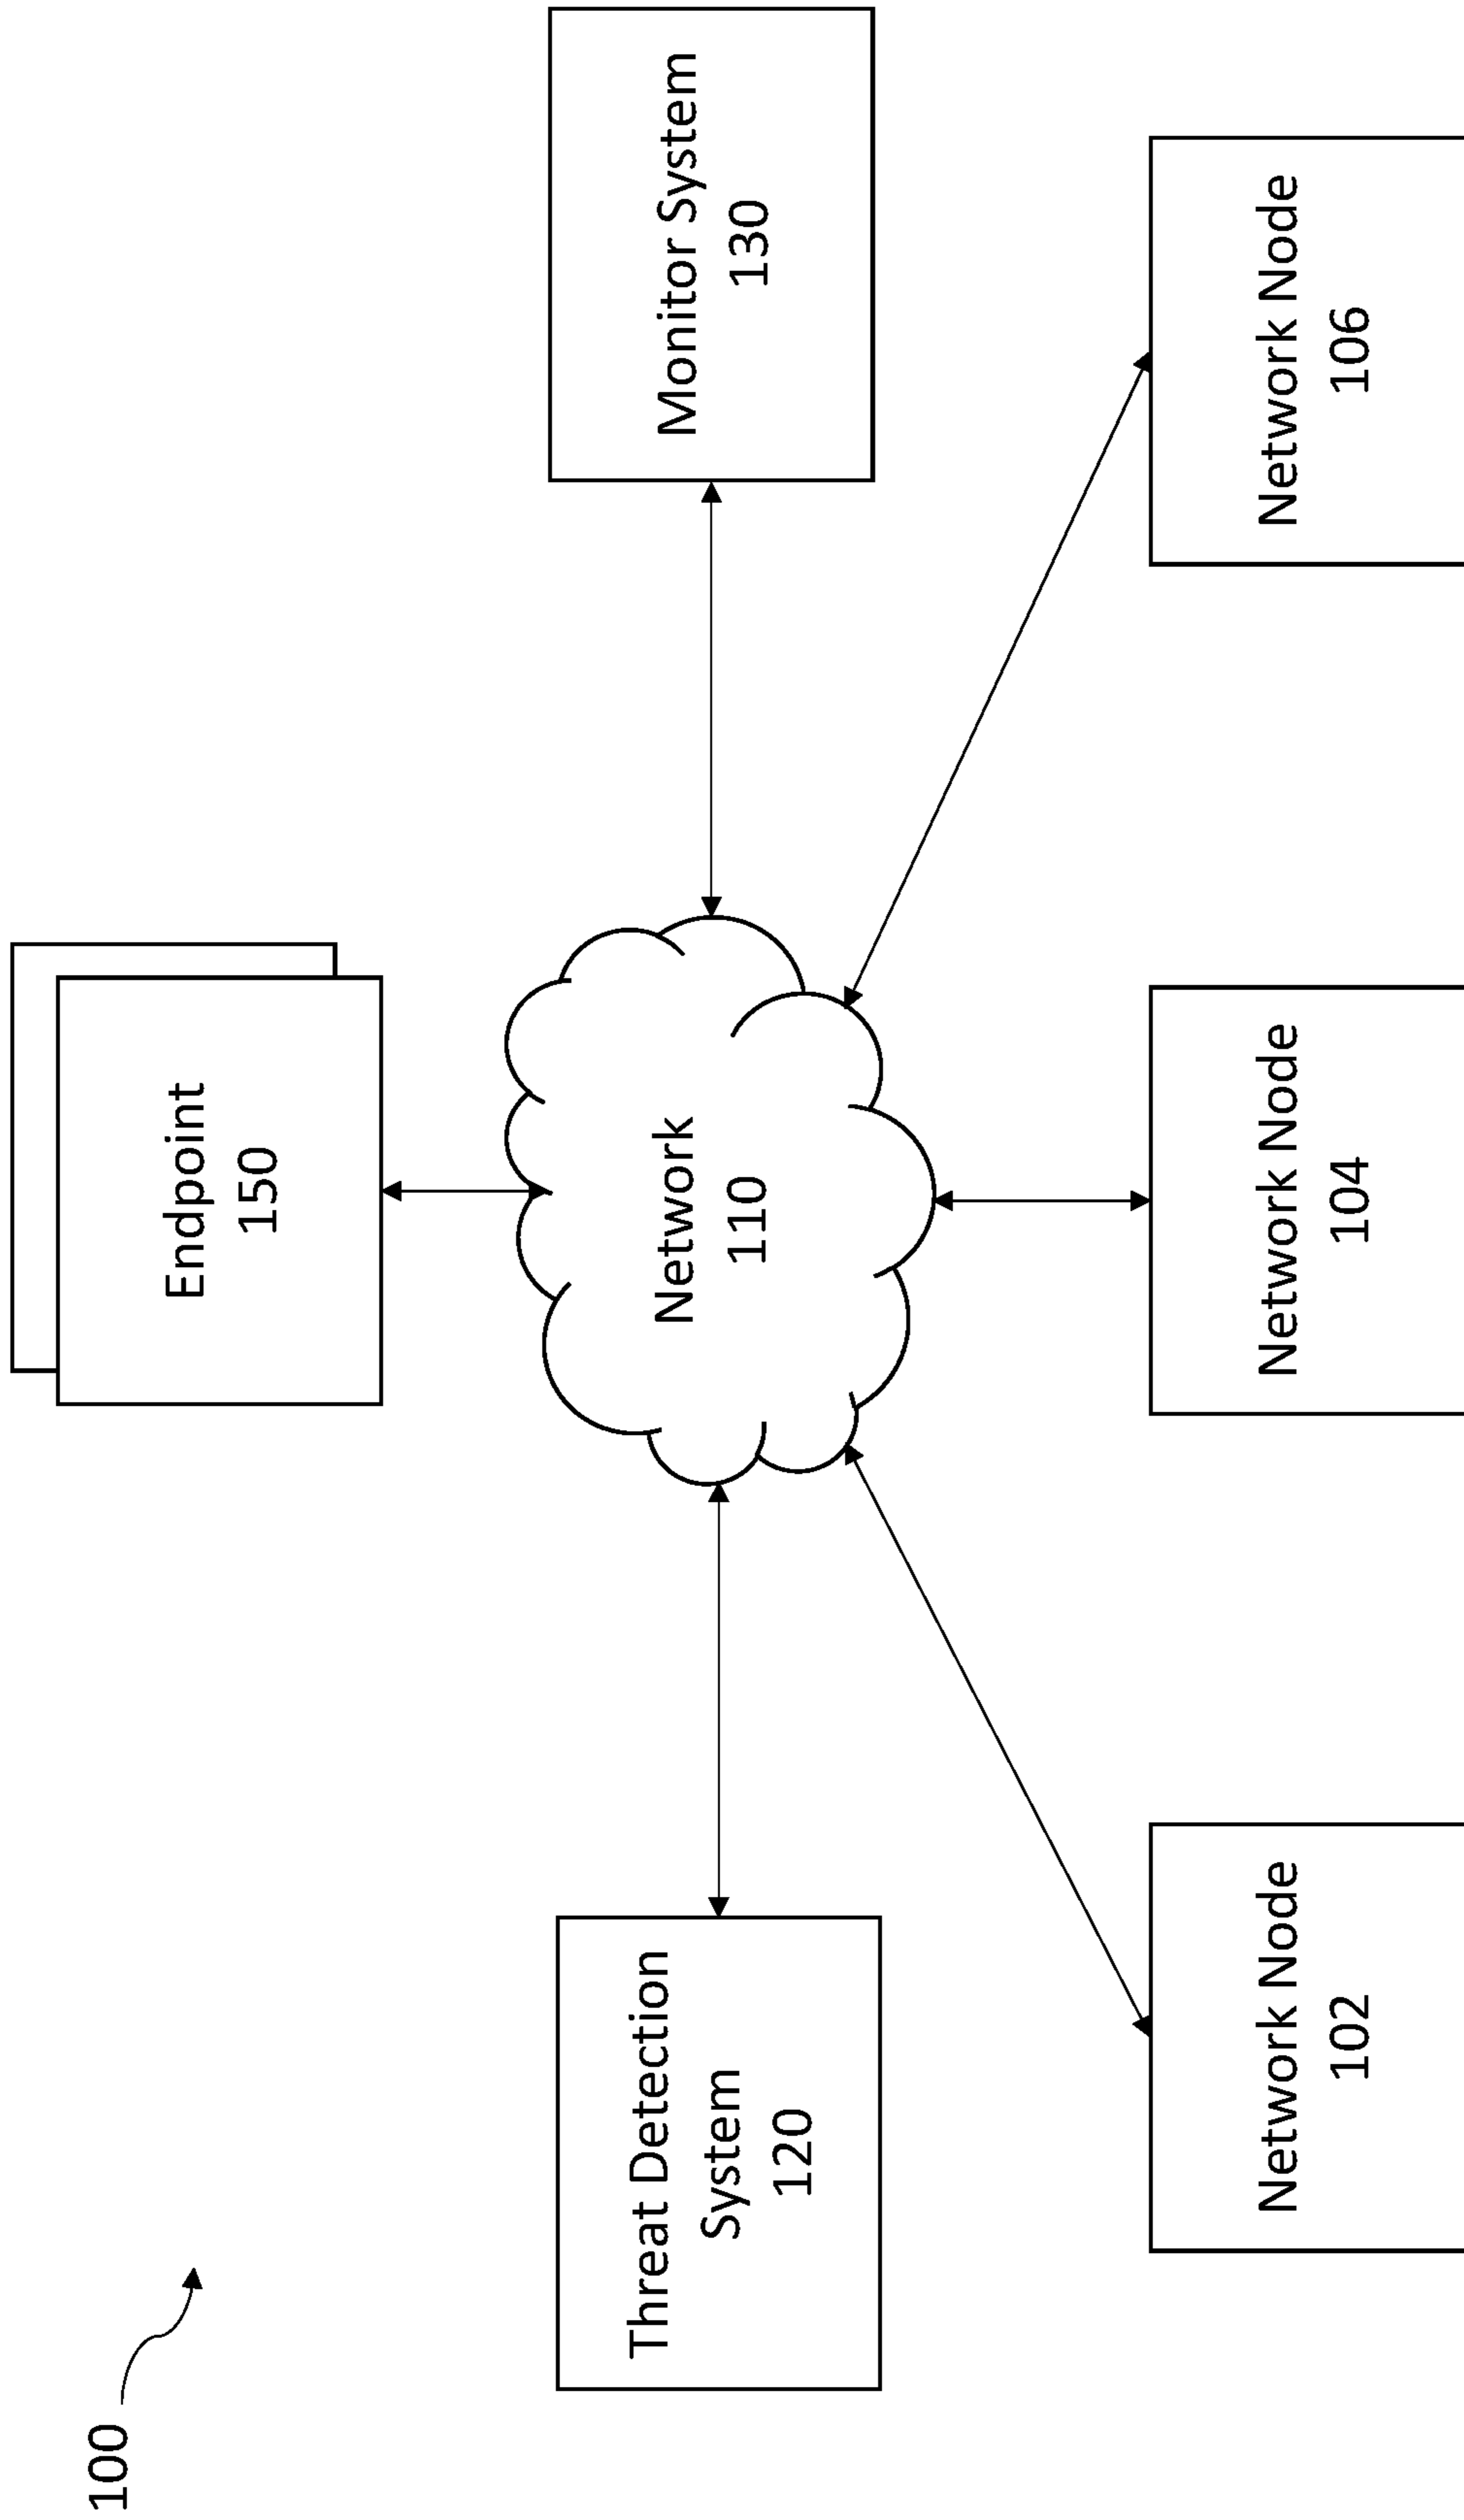 100
Endpoint
150
Threat Detection
System
120
Network
110
Monitor System
130
Network Node
102
Network Node
104
Network Node
106